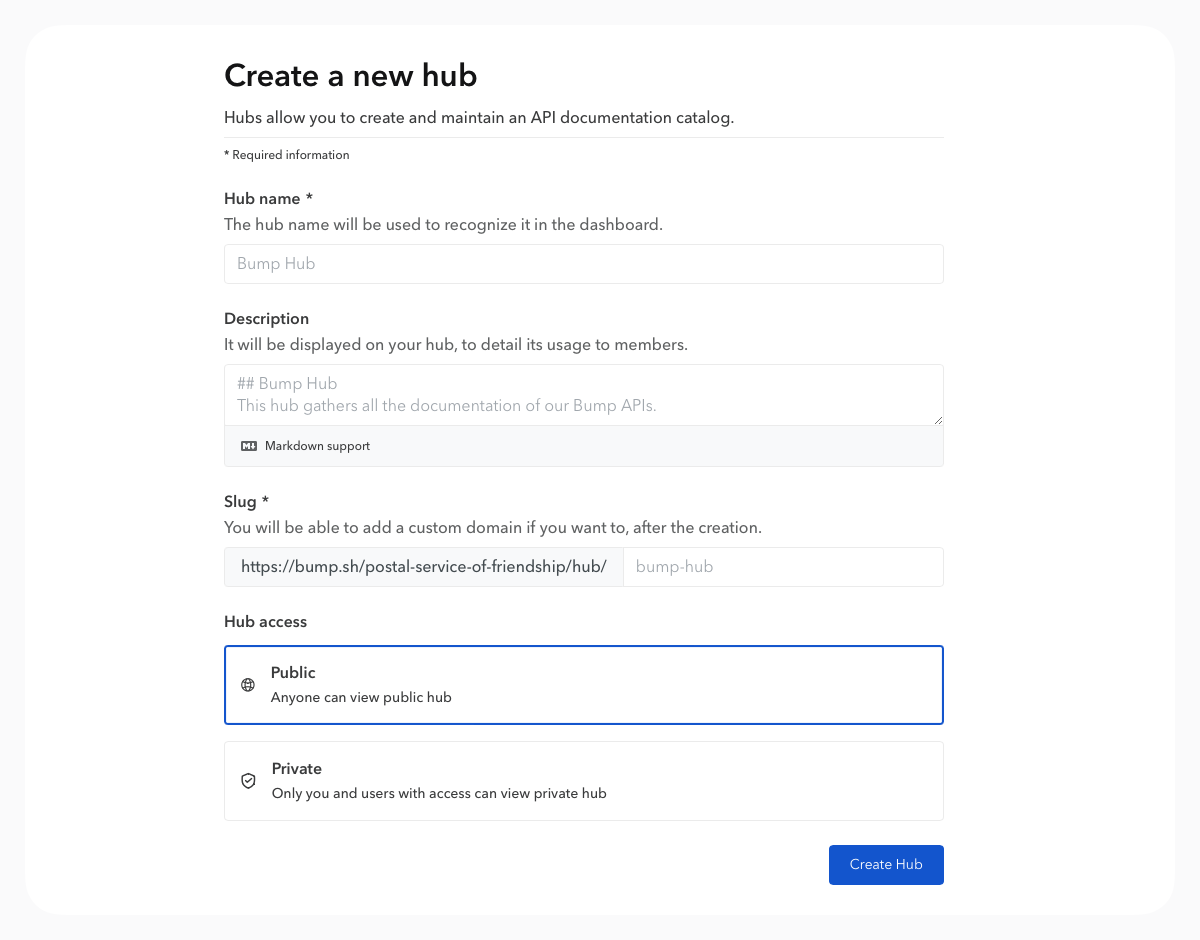 Create a new hub
Hubs allow you to create and maintain an API documentation catalog.
* Required information
Hub name *
The hub name will be used to recognize it in the dashboard.
Bump Hub
Description
It will be displayed on your hub, to detail its usage to members.
## Bump Hub
This hub gathers all the documentation of our Bump APIs.
Markdown support
Slug *
You will be able to add a custom domain if you want to, after the creation.
https://bump.sh/postal-service-of-friendship/hub/ bump-hub
Hub access
Public
Anyone can view public hub
Private
Only you and users with access can view private hub
Create Hub